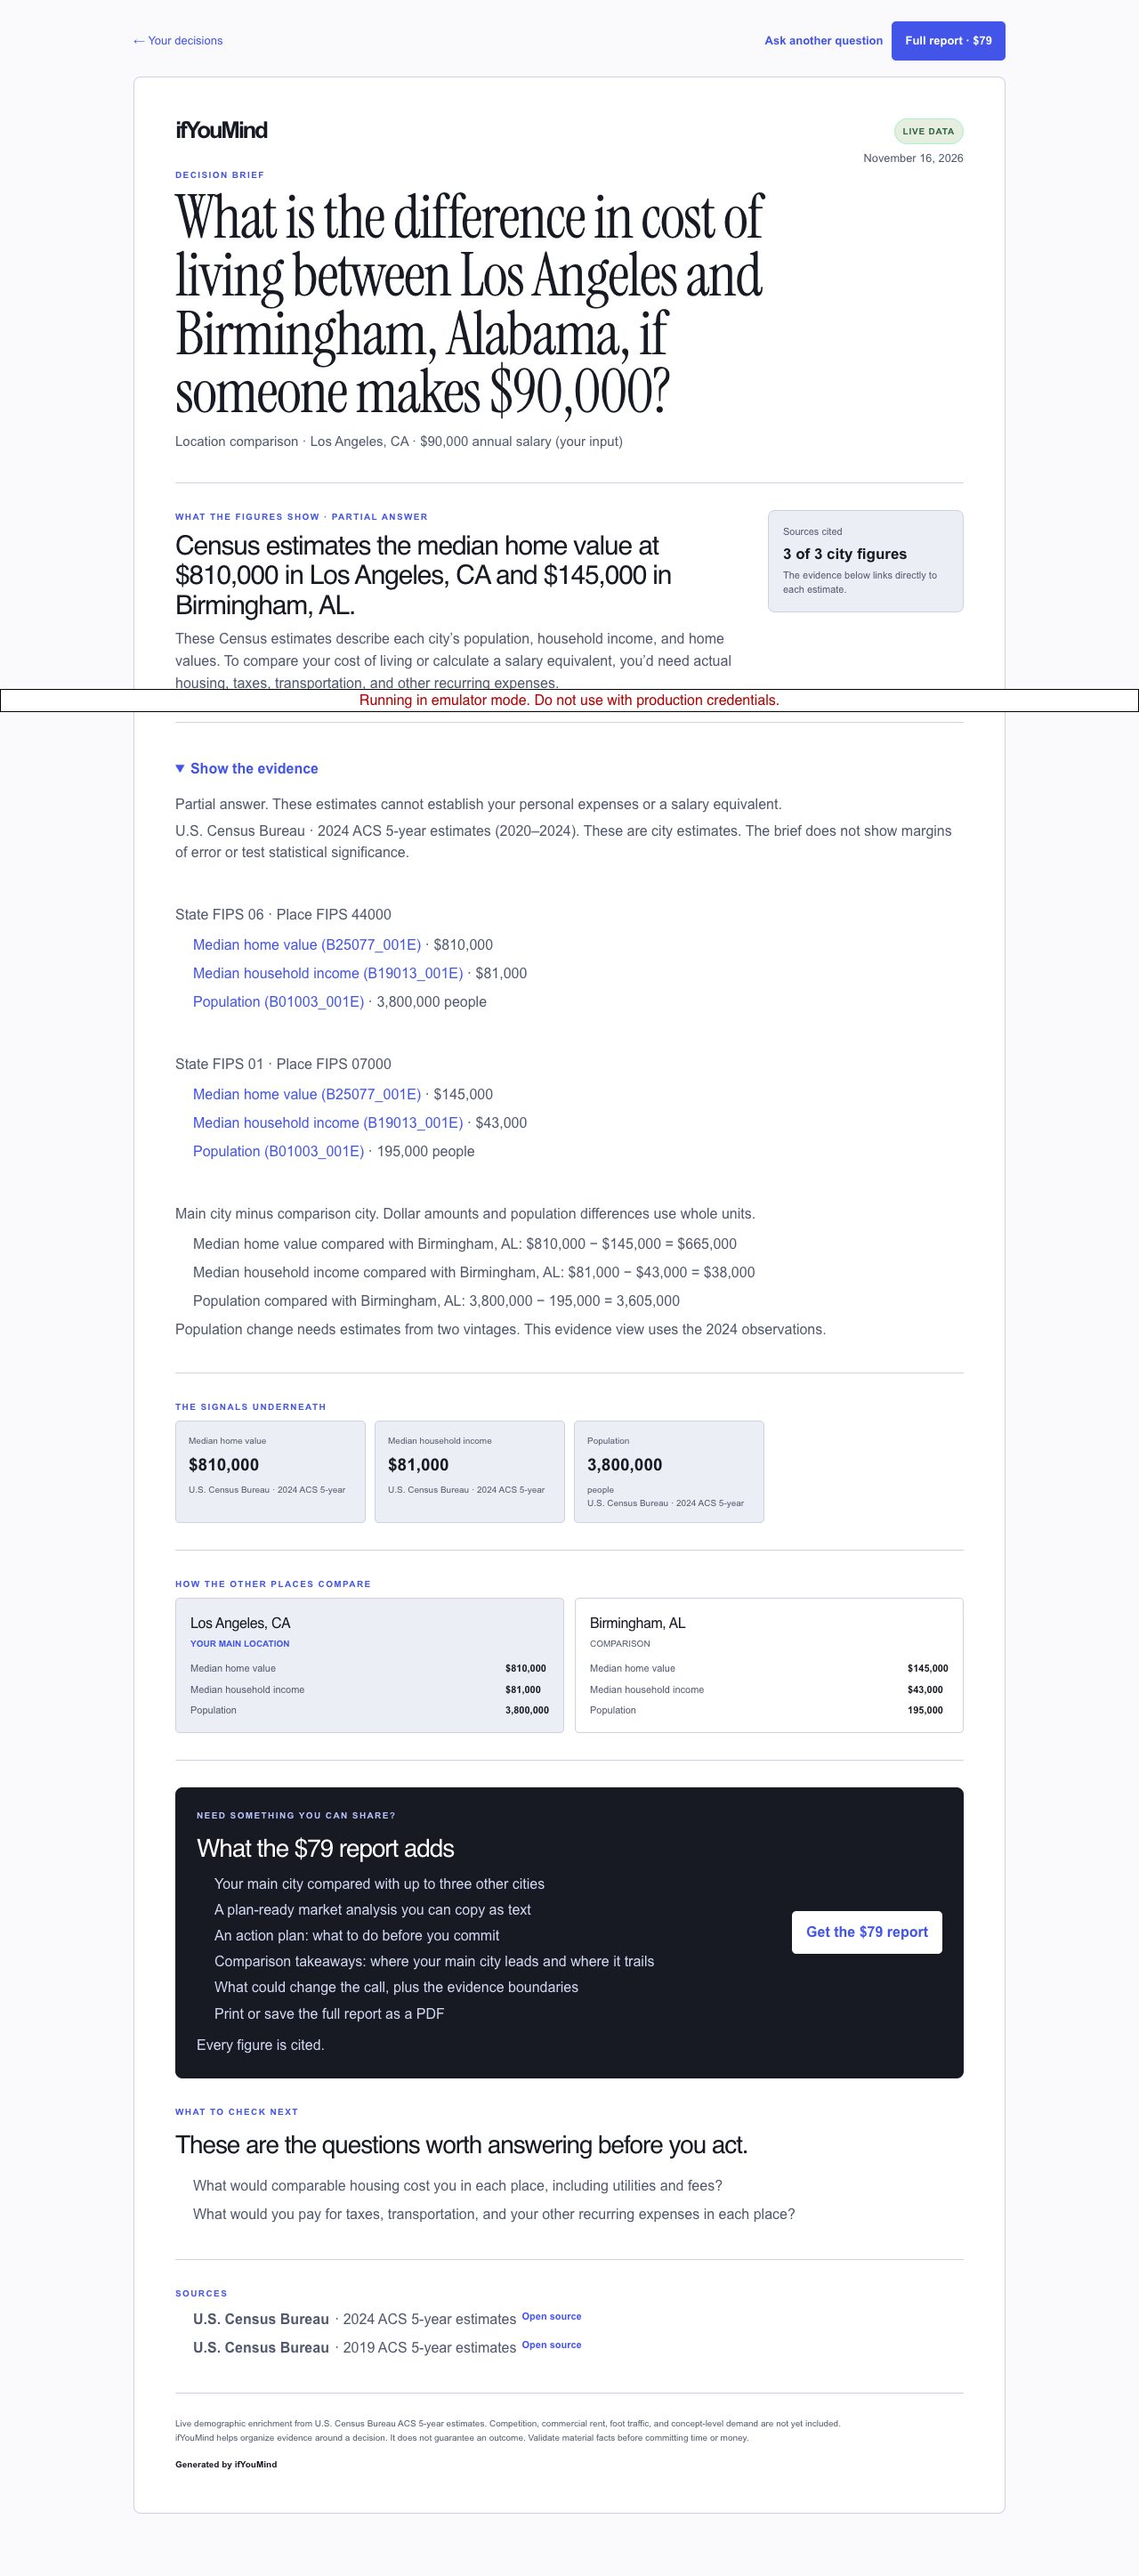 ← Your decisions
Ask another question
Full report · $79
ifYouMind
LIVE DATA
November 16, 2026
DECISION BRIEF
What is the difference in cost of
living between Los Angeles and
Birmingham, Alabama, if
someone makes $90,000?
Location comparison · Los Angeles, CA · $90,000 annual salary (your input)
WHAT THE FIGURES SHOW · PARTIAL ANSWER
Census estimates the median home value at
$810,000 in Los Angeles, CA and $145,000 in
Birmingham, AL.
These Census estimates describe each city’s population, household income, and home
values. To compare your cost of living or calculate a salary equivalent, you’d need actual
housing, taxes, transportation, and other recurring expenses.
Sources cited
3 of 3 city figures
The evidence below links directly to
each estimate.
Running in emulator mode. Do not use with production credentials.
▼ Show the evidence
Partial answer. These estimates cannot establish your personal expenses or a salary equivalent.
U.S. Census Bureau · 2024 ACS 5-year estimates (2020–2024). These are city estimates. The brief does not show margins
of error or test statistical significance.
State FIPS 06 · Place FIPS 44000
Median home value (B25077_001E) · $810,000
Median household income (B19013_001E) · $81,000
Population (B01003_001E) · 3,800,000 people
State FIPS 01 · Place FIPS 07000
Median home value (B25077_001E) · $145,000
Median household income (B19013_001E) · $43,000
Population (B01003_001E) · 195,000 people
Main city minus comparison city. Dollar amounts and population differences use whole units.
Median home value compared with Birmingham, AL: $810,000 − $145,000 = $665,000
Median household income compared with Birmingham, AL: $81,000 − $43,000 = $38,000
Population compared with Birmingham, AL: 3,800,000 − 195,000 = 3,605,000
Population change needs estimates from two vintages. This evidence view uses the 2024 observations.
THE SIGNALS UNDERNEATH
Median home value
$810,000
U.S. Census Bureau · 2024 ACS 5-year
Median household income
$81,000
U.S. Census Bureau · 2024 ACS 5-year
Population
3,800,000
people
U.S. Census Bureau · 2024 ACS 5-year
HOW THE OTHER PLACES COMPARE
Los Angeles, CA
YOUR MAIN LOCATION
Median home value $810,000
Median household income $81,000
Population 3,800,000
Birmingham, AL
COMPARISON
Median home value $145,000
Median household income $43,000
Population 195,000
NEED SOMETHING YOU CAN SHARE?
What the $79 report adds
Your main city compared with up to three other cities
A plan-ready market analysis you can copy as text
An action plan: what to do before you commit
Comparison takeaways: where your main city leads and where it trails
What could change the call, plus the evidence boundaries
Print or save the full report as a PDF
Every figure is cited.
Get the $79 report
WHAT TO CHECK NEXT
These are the questions worth answering before you act.
What would comparable housing cost you in each place, including utilities and fees?
What would you pay for taxes, transportation, and your other recurring expenses in each place?
SOURCES
U.S. Census Bureau · 2024 ACS 5-year estimates Open source
U.S. Census Bureau · 2019 ACS 5-year estimates Open source
Live demographic enrichment from U.S. Census Bureau ACS 5-year estimates. Competition, commercial rent, foot traffic, and concept-level demand are not yet included.
ifYouMind helps organize evidence around a decision. It does not guarantee an outcome. Validate material facts before committing time or money.
Generated by ifYouMind